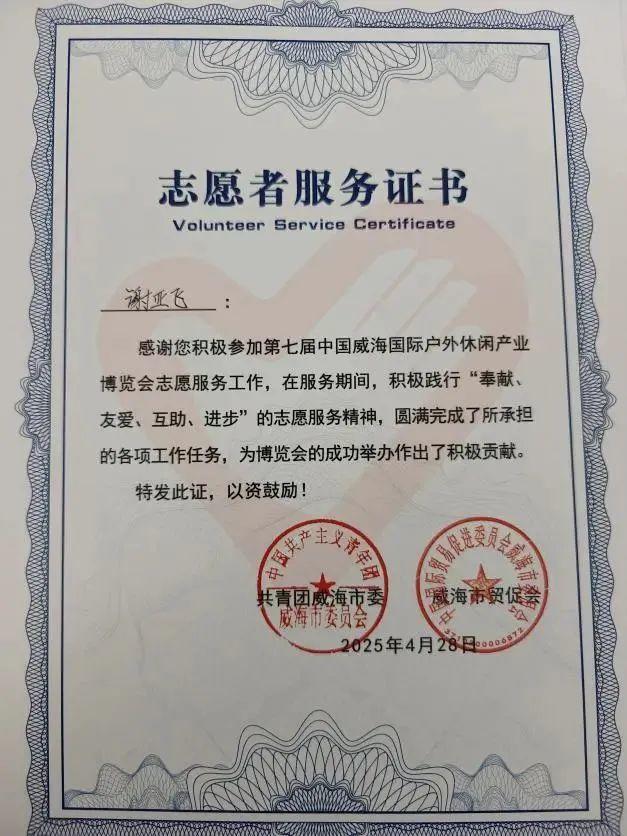 志愿者服务证书
Volunteer Service Certificate
谢亚飞：
感谢您积极参加第七届中国威海国际户外休闲产业
博览会志愿服务工作，在服务期间，积极践行“奉献、
友爱、互助、进步”的志愿服务精神，圆满完成了所承担
的各项工作任务，为博览会的成功举办作出了积极贡献。
特发此证，以资鼓励！
中国共产主义青年团
共青团威海市委
威海市委员会
中国国际贸易促进委员会威海市委员会
威海市贸促会
2025年4月28日